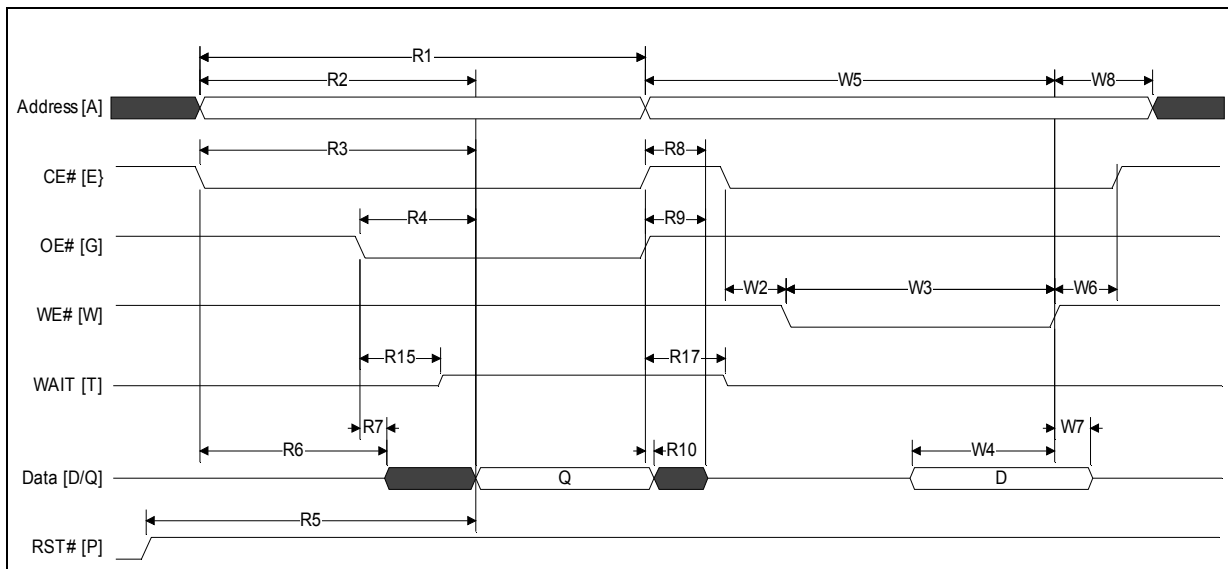 R1
R2 W5 W8
Address [A]
R3 R8
CE# [E}
R4 R9
OE# [G]
W2 W3 W6
WE# [W]
R15 R17
WAIT [T]
R7 W7
R6 R10 W4
Data [D/Q] Q D
R5
RST# [P]